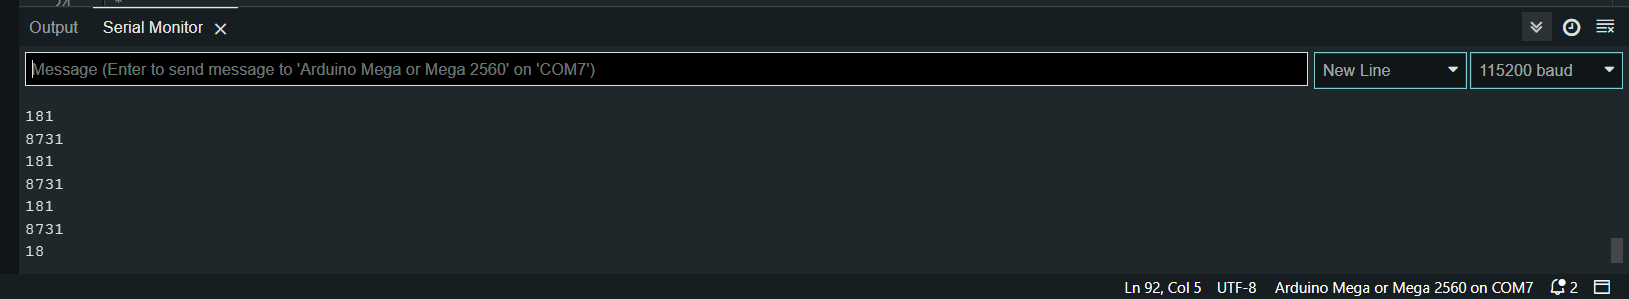 Output Serial Monitor
Message (Enter to send message to 'Arduino Mega or Mega 2560' on 'COM7') New Line 115200 baud
181
8731
181
8731
181
8731
18
Ln 92, Col 5 UTF-8 Arduino Mega or Mega 2560 on COM7 2